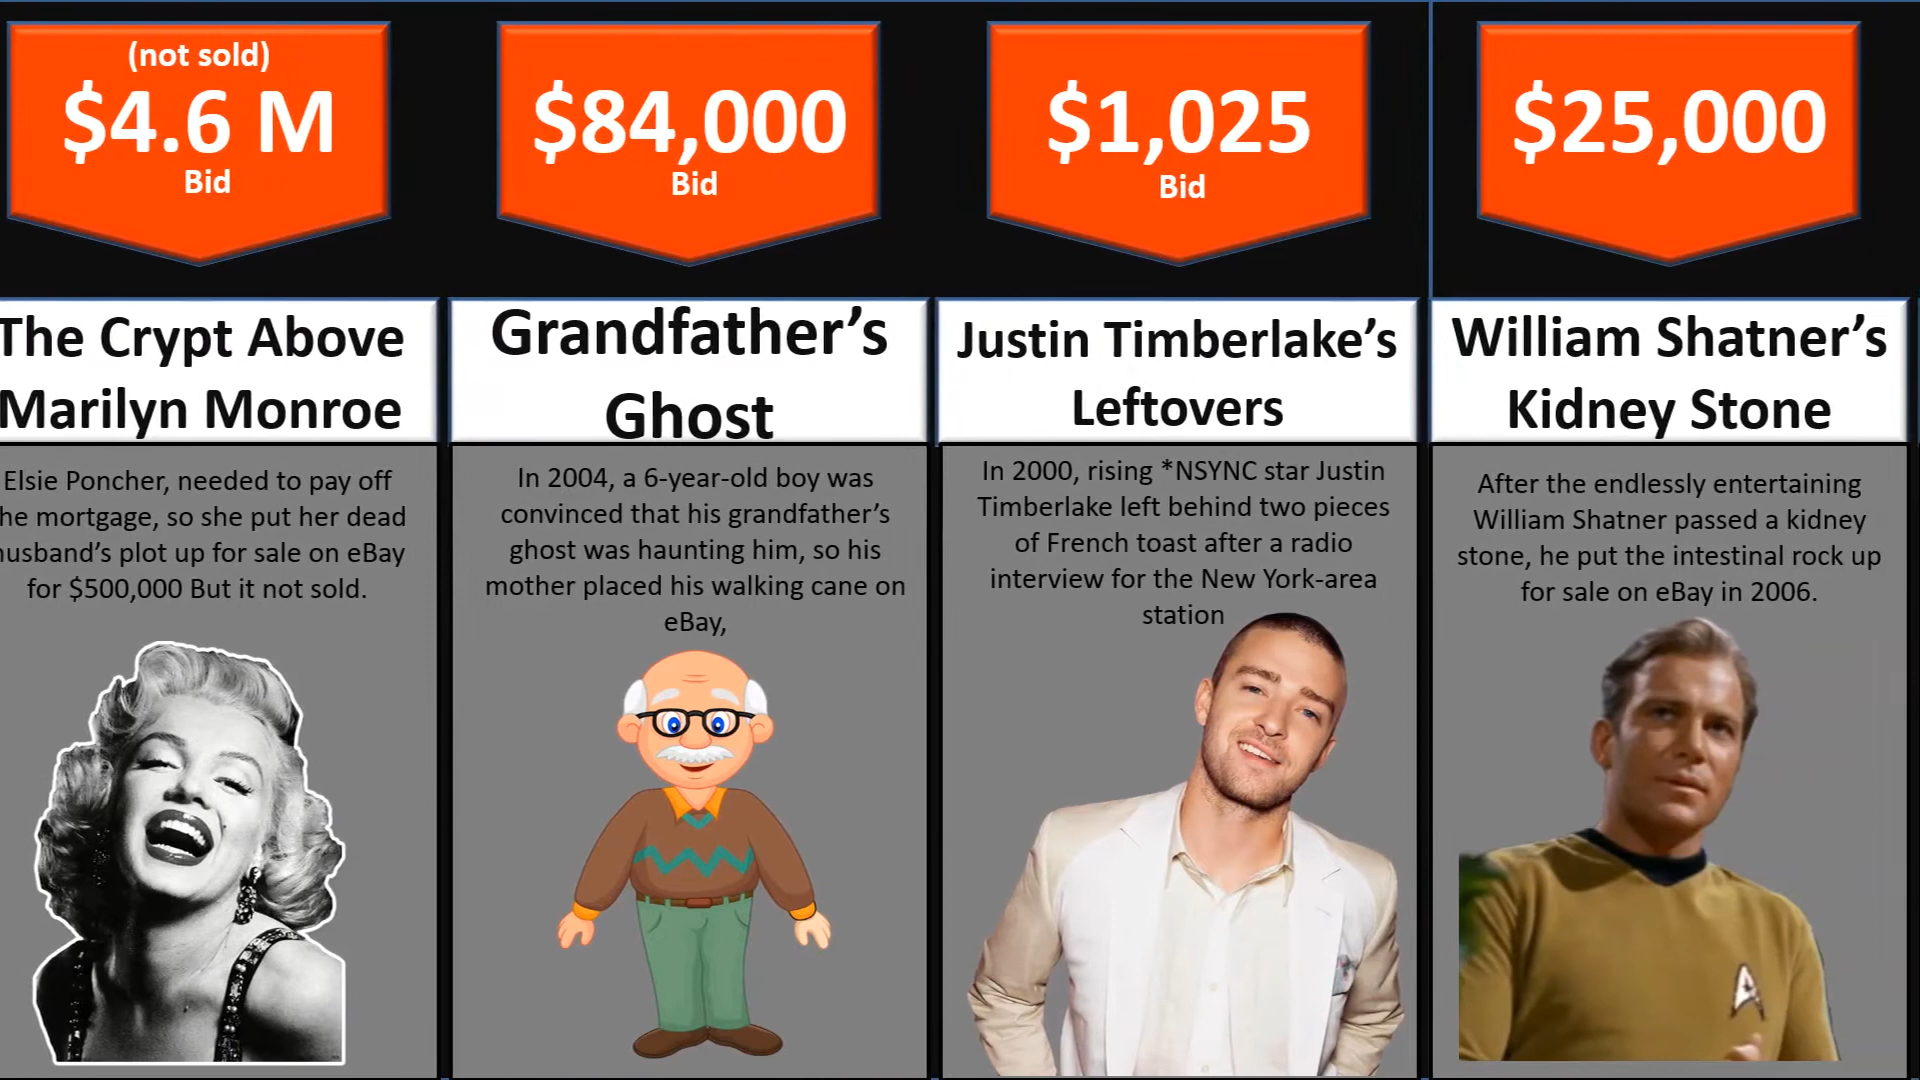 (not sold)
$4.6 M
Bid
The Crypt Above
Marilyn Monroe
Elsie Poncher, needed to pay off
he mortgage, so she put her dead
usband’s plot up for sale on eBay
for $500,000 But it not sold.
$84,000
Bid
Grandfather’s
Ghost
In 2004, a 6-year-old boy was
convinced that his grandfather’s
ghost was haunting him, so his
mother placed his walking cane on
eBay,
$1,025
Bid
Justin Timberlake’s
Leftovers
In 2000, rising *NSYNC star Justin
Timberlake left behind two pieces
of French toast after a radio
interview for the New York-area
station
$25,000
William Shatner’s
Kidney Stone
After the endlessly entertaining
William Shatner passed a kidney
stone, he put the intestinal rock up
for sale on eBay in 2006.